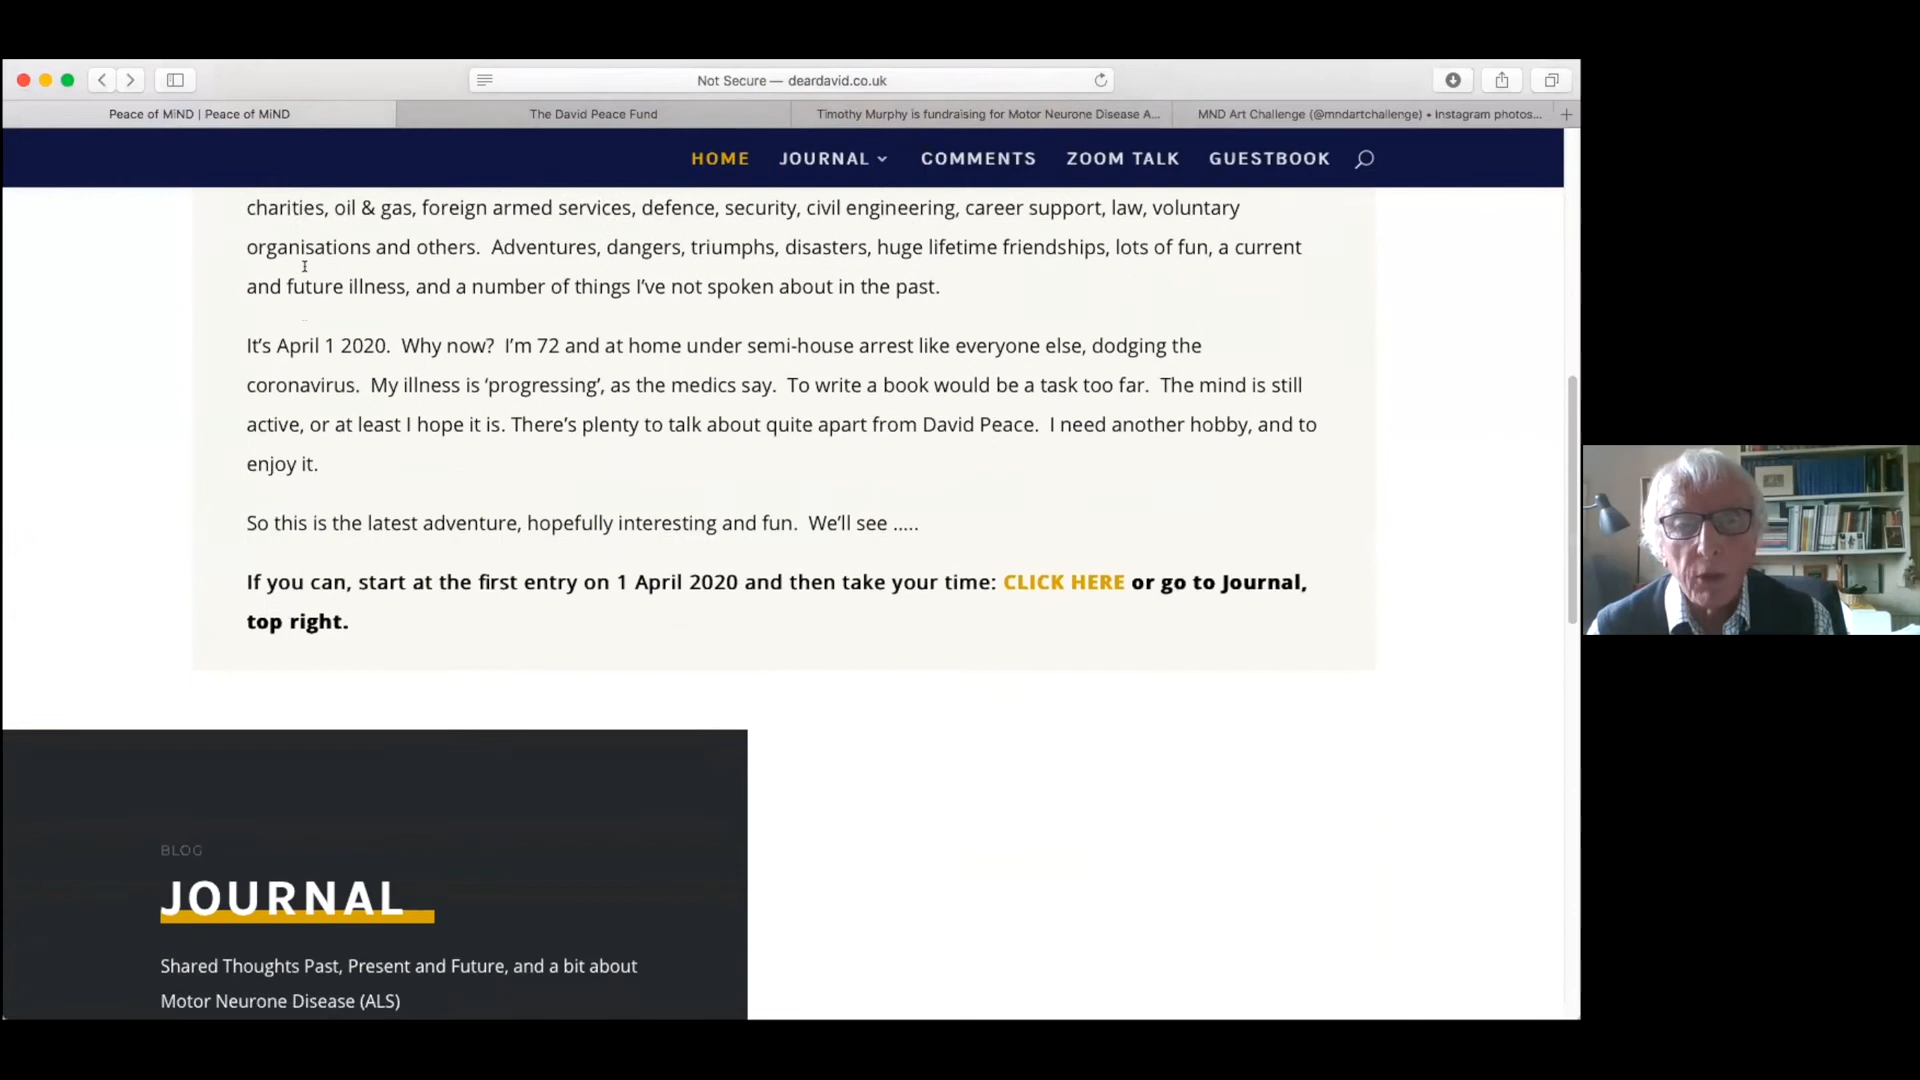 Not Secure — deardavid.co.uk
Peace of MiND | Peace of MiND
The David Peace Fund
Timothy Murphy is fundraising for Motor Neurone Disease A...
MND Art Challenge (@mndartchallenge) • Instagram photos...
HOME
JOURNAL
COMMENTS
ZOOM TALK
GUESTBOOK
charities, oil & gas, foreign armed services, defence, security, civil engineering, career support, law, voluntary
organisations and others. Adventures, dangers, triumphs, disasters, huge lifetime friendships, lots of fun, a current
and future illness, and a number of things I’ve not spoken about in the past.
It’s April 1 2020. Why now? I’m 72 and at home under semi-house arrest like everyone else, dodging the
coronavirus. My illness is ‘progressing’, as the medics say. To write a book would be a task too far. The mind is still
active, or at least I hope it is. There’s plenty to talk about quite apart from David Peace. I need another hobby, and to
enjoy it.
So this is the latest adventure, hopefully interesting and fun. We’ll see .....
If you can, start at the first entry on 1 April 2020 and then take your time: CLICK HERE or go to Journal,
top right.
BLOG
JOURNAL
Shared Thoughts Past, Present and Future, and a bit about
Motor Neurone Disease (ALS)